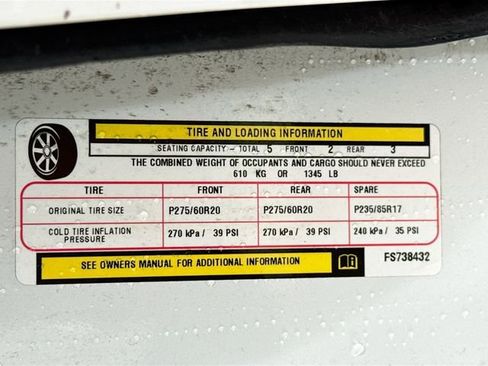 TIRE AND LOADING INFORMATION
SEATING CAPACITY - TOTAL 5 FRONT 2 REAR 3
THE COMBINED WEIGHT OF OCCUPANTS AND CARGO SHOULD NEVER EXCEED
610 KG OR 1345 LB
TIRE FRONT REAR SPARE
ORIGINAL TIRE SIZE P275/60R20 P275/60R20 P235/85R17
COLD TIRE INFLATION PRESSURE 270 kPa / 39 PSI 270 kPa / 39 PSI 240 kPa / 35 PSI
SEE OWNERS MANUAL FOR ADDITIONAL INFORMATION
FS738432